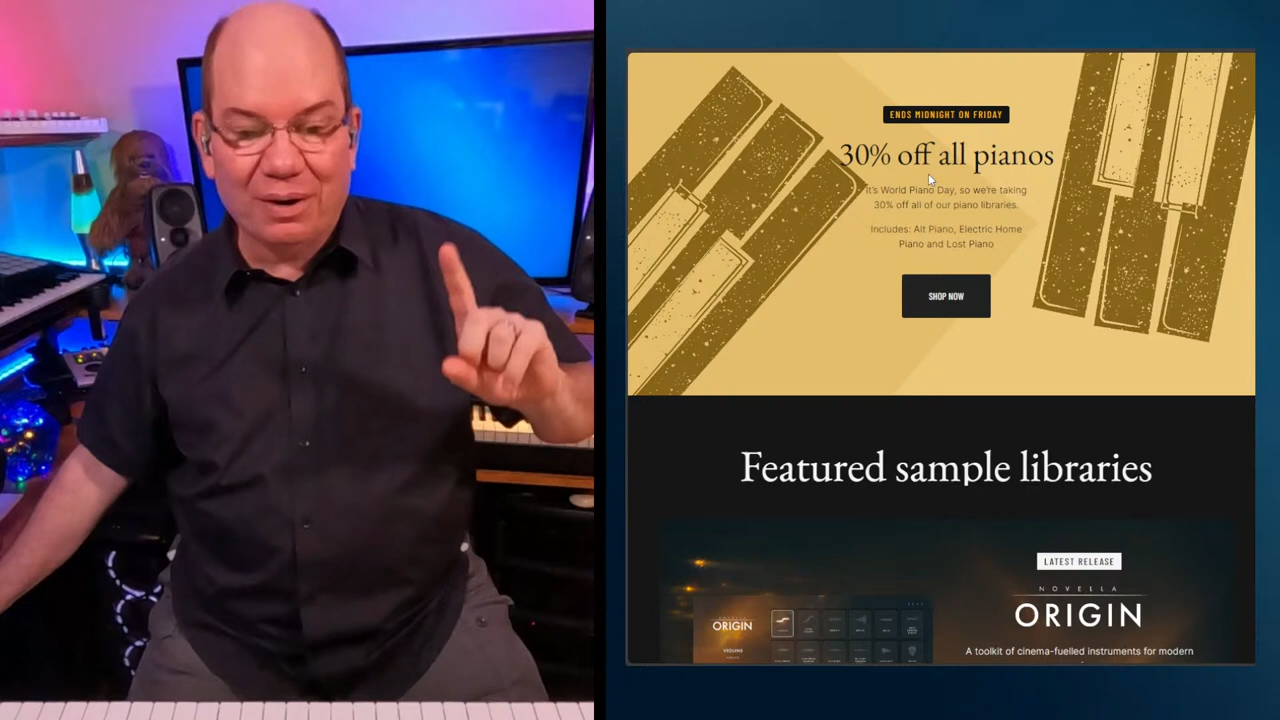 ENDS MIDNIGHT ON FRIDAY
30% off all pianos
It's World Piano Day, so we're taking
30% off all of our piano libraries.
Includes: Alt Piano, Electric Home
Piano and Lost Piano
SHOP NOW
Featured sample libraries
LATEST RELEASE
NOVELLA
ORIGIN
A toolkit of cinema-fuelled instruments for modern
ORIGIN
VIOLINS